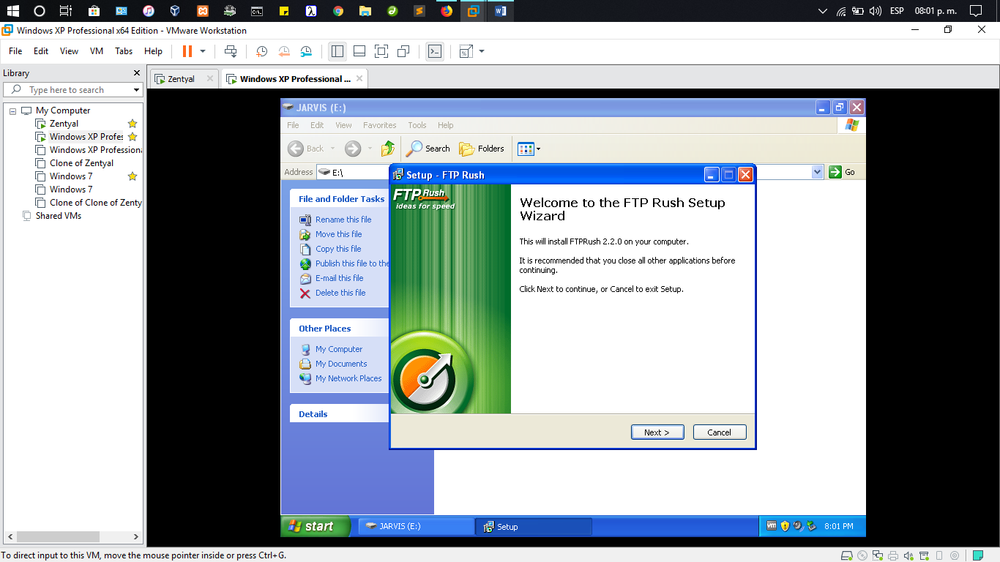 ESP 08:01 p. m.
Windows XP Professional x64 Edition - VMware Workstation
File Edit View VM Tabs Help
Library
Type here to search
Zentyal
Windows XP Professional ...
My Computer
Zentyal
Windows XP Profes
Windows XP Professiona
Clone of Zentyal
Windows 7
Windows 7
Clone of Clone of Zenty
Shared VMs
JARVIS (E:)
File Edit View Favorites Tools Help
Back Search Folders
Address E:\ Go
File and Folder Tasks
Rename this file
Move this file
Copy this file
Publish this file to the
E-mail this file
Delete this file
Other Places
My Computer
My Documents
My Network Places
Details
Setup - FTP Rush
FTP Rush
ideas for speed
Welcome to the FTP Rush Setup
Wizard
This will install FTPRush 2.2.0 on your computer.
It is recommended that you close all other applications before
continuing.
Click Next to continue, or Cancel to exit Setup.
Next > Cancel
start JARVIS (E:) Setup vm 8:01 PM
To direct input to this VM, move the mouse pointer inside or press Ctrl+G.